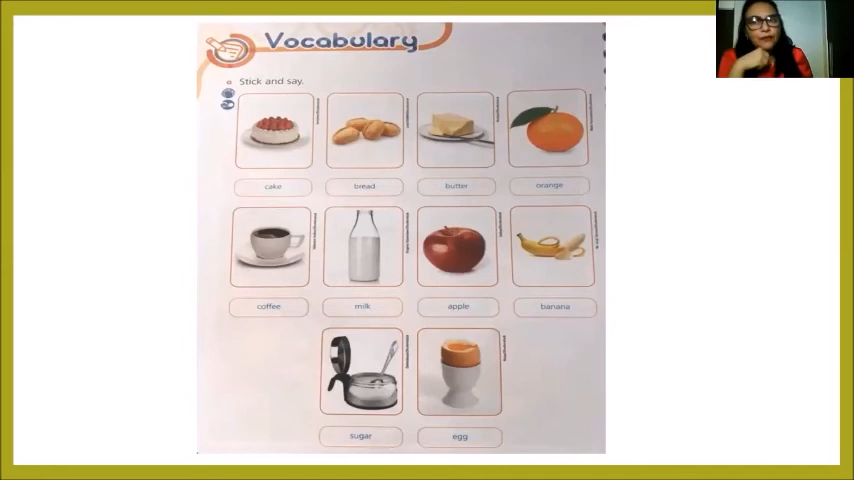 Vocabulary
Stick and say.
cake bread butter orange
coffee milk apple banana
sugar egg